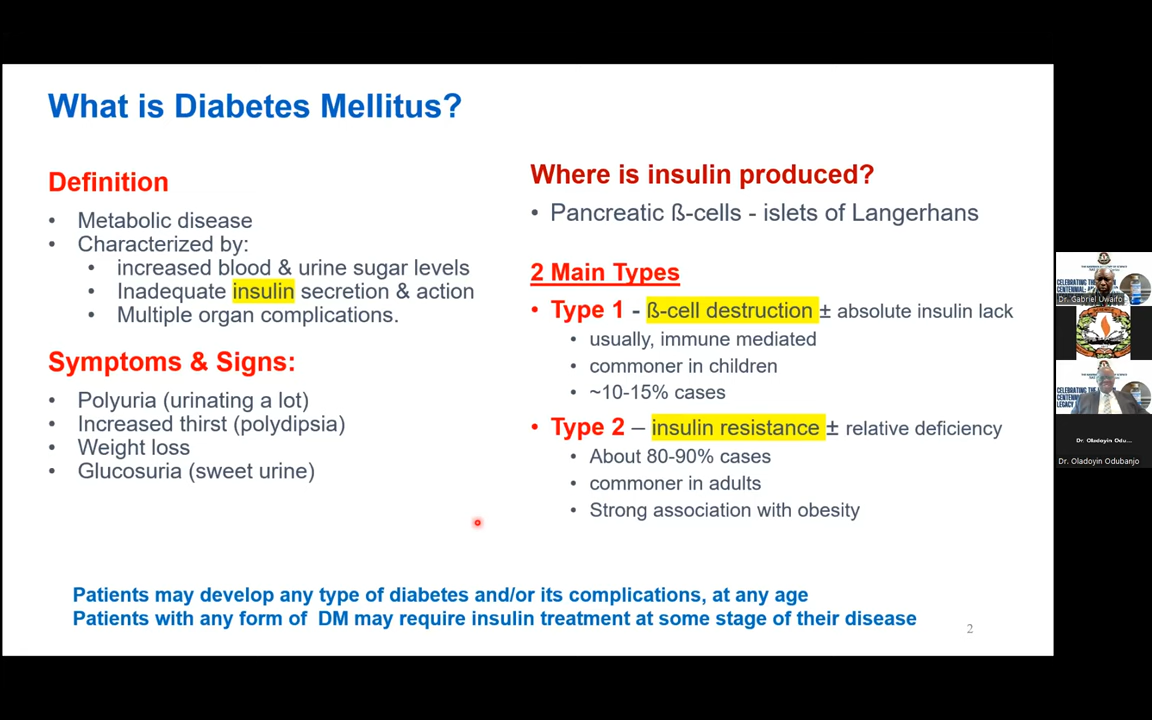 What is Diabetes Mellitus?
Definition
• Metabolic disease
• Characterized by:
• increased blood & urine sugar levels
• Inadequate insulin secretion & action
• Multiple organ complications.
Symptoms & Signs:
• Polyuria (urinating a lot)
• Increased thirst (polydipsia)
• Weight loss
• Glucosuria (sweet urine)
Where is insulin produced?
• Pancreatic ß-cells - islets of Langerhans
2 Main Types
• Type 1 - ß-cell destruction ± absolute insulin lack
• usually, immune mediated
• commoner in children
• ~10-15% cases
• Type 2 – insulin resistance ± relative deficiency
• About 80-90% cases
• commoner in adults
• Strong association with obesity
Patients may develop any type of diabetes and/or its complications, at any age
Patients with any form of DM may require insulin treatment at some stage of their disease
2
Dr. Gabriel Uwaifo
Dr. Oladoyin Odu...
Dr. Oladoyin Odubanjo